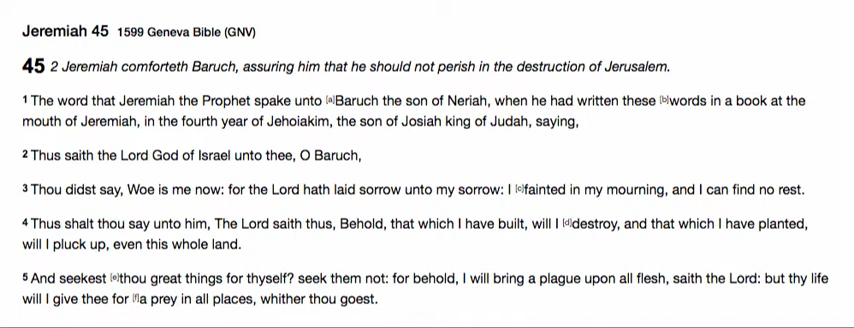 Jeremiah 45 1599 Geneva Bible (GNV)
45 2 Jeremiah comforteth Baruch, assuring him that he should not perish in the destruction of Jerusalem.
1 The word that Jeremiah the Prophet spake unto [a]Baruch the son of Neriah, when he had written these [b]words in a book at the
mouth of Jeremiah, in the fourth year of Jehoiakim, the son of Josiah king of Judah, saying,
2 Thus saith the Lord God of Israel unto thee, O Baruch,
3 Thou didst say, Woe is me now: for the Lord hath laid sorrow unto my sorrow: I [c]fainted in my mourning, and I can find no rest.
4 Thus shalt thou say unto him, The Lord saith thus, Behold, that which I have built, will I [d]destroy, and that which I have planted,
will I pluck up, even this whole land.
5 And seekest [e]thou great things for thyself? seek them not: for behold, I will bring a plague upon all flesh, saith the Lord: but thy life
will I give thee for [f]a prey in all places, whither thou goest.